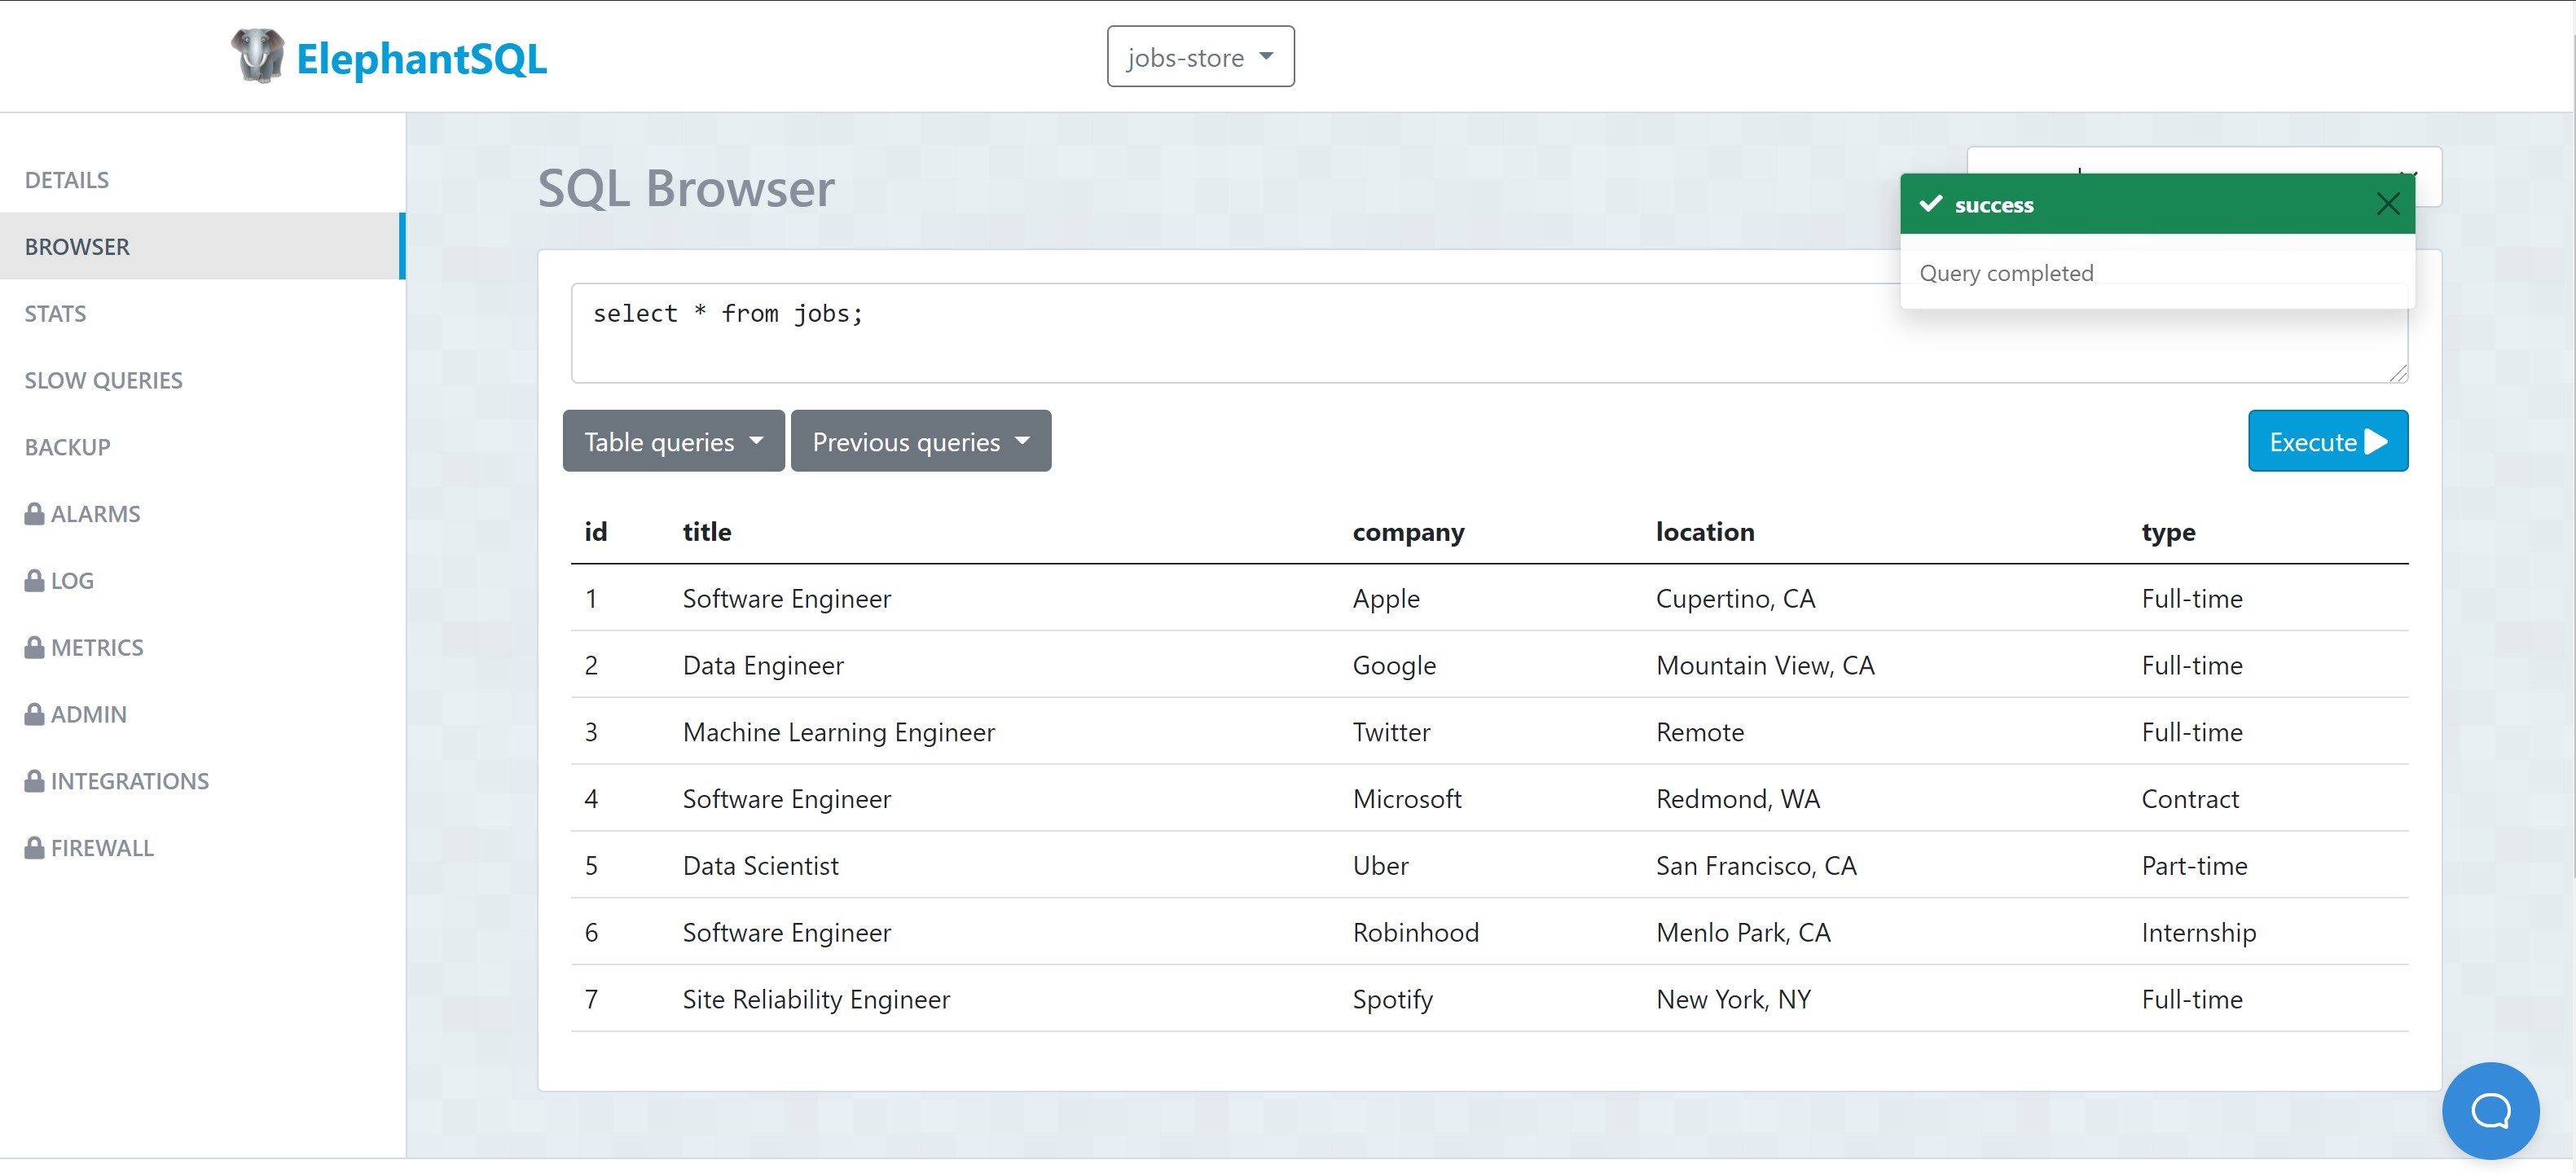 ElephantSQL
jobs-store
DETAILS
BROWSER
STATS
SLOW QUERIES
BACKUP
ALARMS
LOG
METRICS
ADMIN
INTEGRATIONS
FIREWALL
SQL Browser
success
Query completed
select * from jobs;
Table queries
Previous queries
Execute
id title company location type
1 Software Engineer Apple Cupertino, CA Full-time
2 Data Engineer Google Mountain View, CA Full-time
3 Machine Learning Engineer Twitter Remote Full-time
4 Software Engineer Microsoft Redmond, WA Contract
5 Data Scientist Uber San Francisco, CA Part-time
6 Software Engineer Robinhood Menlo Park, CA Internship
7 Site Reliability Engineer Spotify New York, NY Full-time